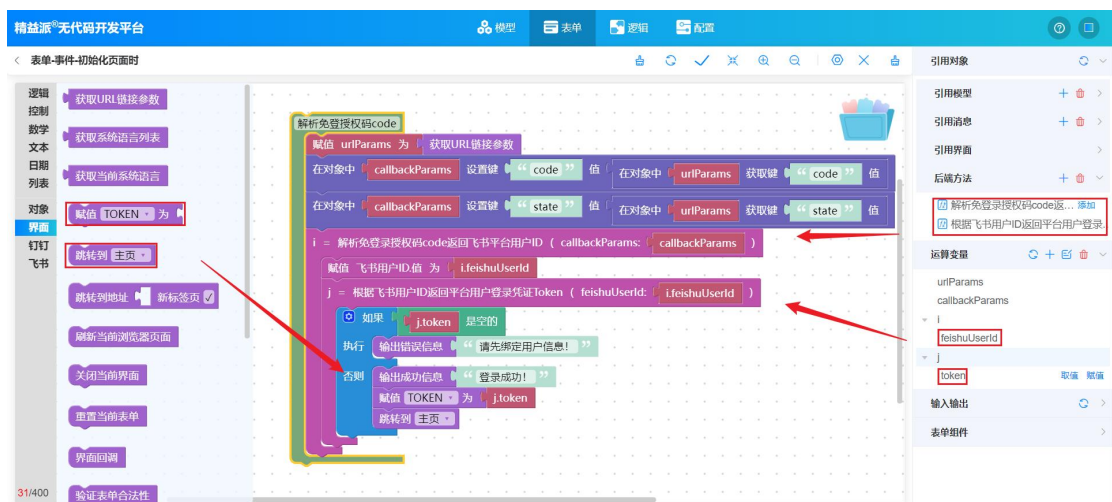 精益派®无代码开发平台
模型
表单
逻辑
配置
表单-事件-初始化页面时
逻辑
控制
数学
文本
日期
列表
对象
界面
钉钉
飞书
31/400
获取URL链接参数
获取系统语言列表
获取当前系统语言
赋值 TOKEN 为
跳转到 主页
跳转到地址 新标签页
刷新当前浏览器页面
关闭当前界面
重置当前表单
界面回调
验证表单合法性
解析免登授权码code
赋值 urlParams 为 获取URL链接参数
在对象中 callbackParams 设置键 “ code ” 值 在对象中 urlParams 获取键 “ code ” 值
在对象中 callbackParams 设置键 “ state ” 值 在对象中 urlParams 获取键 “ state ” 值
i = 解析免登录授权码code返回飞书平台用户ID ( callbackParams: callbackParams )
赋值 飞书用户ID.值 为 i.feishuUserId
j = 根据飞书用户ID返回平台用户登录凭证Token ( feishuUserId: i.feishuUserId )
如果 j.token 是空的
执行 输出错误信息 “ 请先绑定用户信息！ ”
否则 输出成功信息 “ 登录成功！ ”
赋值 TOKEN 为 j.token
跳转到 主页
引用对象
引用模型
引用消息
引用界面
后端方法
解析免登录授权码code返... 添加
根据飞书用户ID返回平台用户登录.
运算变量
urlParams
callbackParams
i
feishuUserId
j
token 取值 赋值
输入输出
表单组件